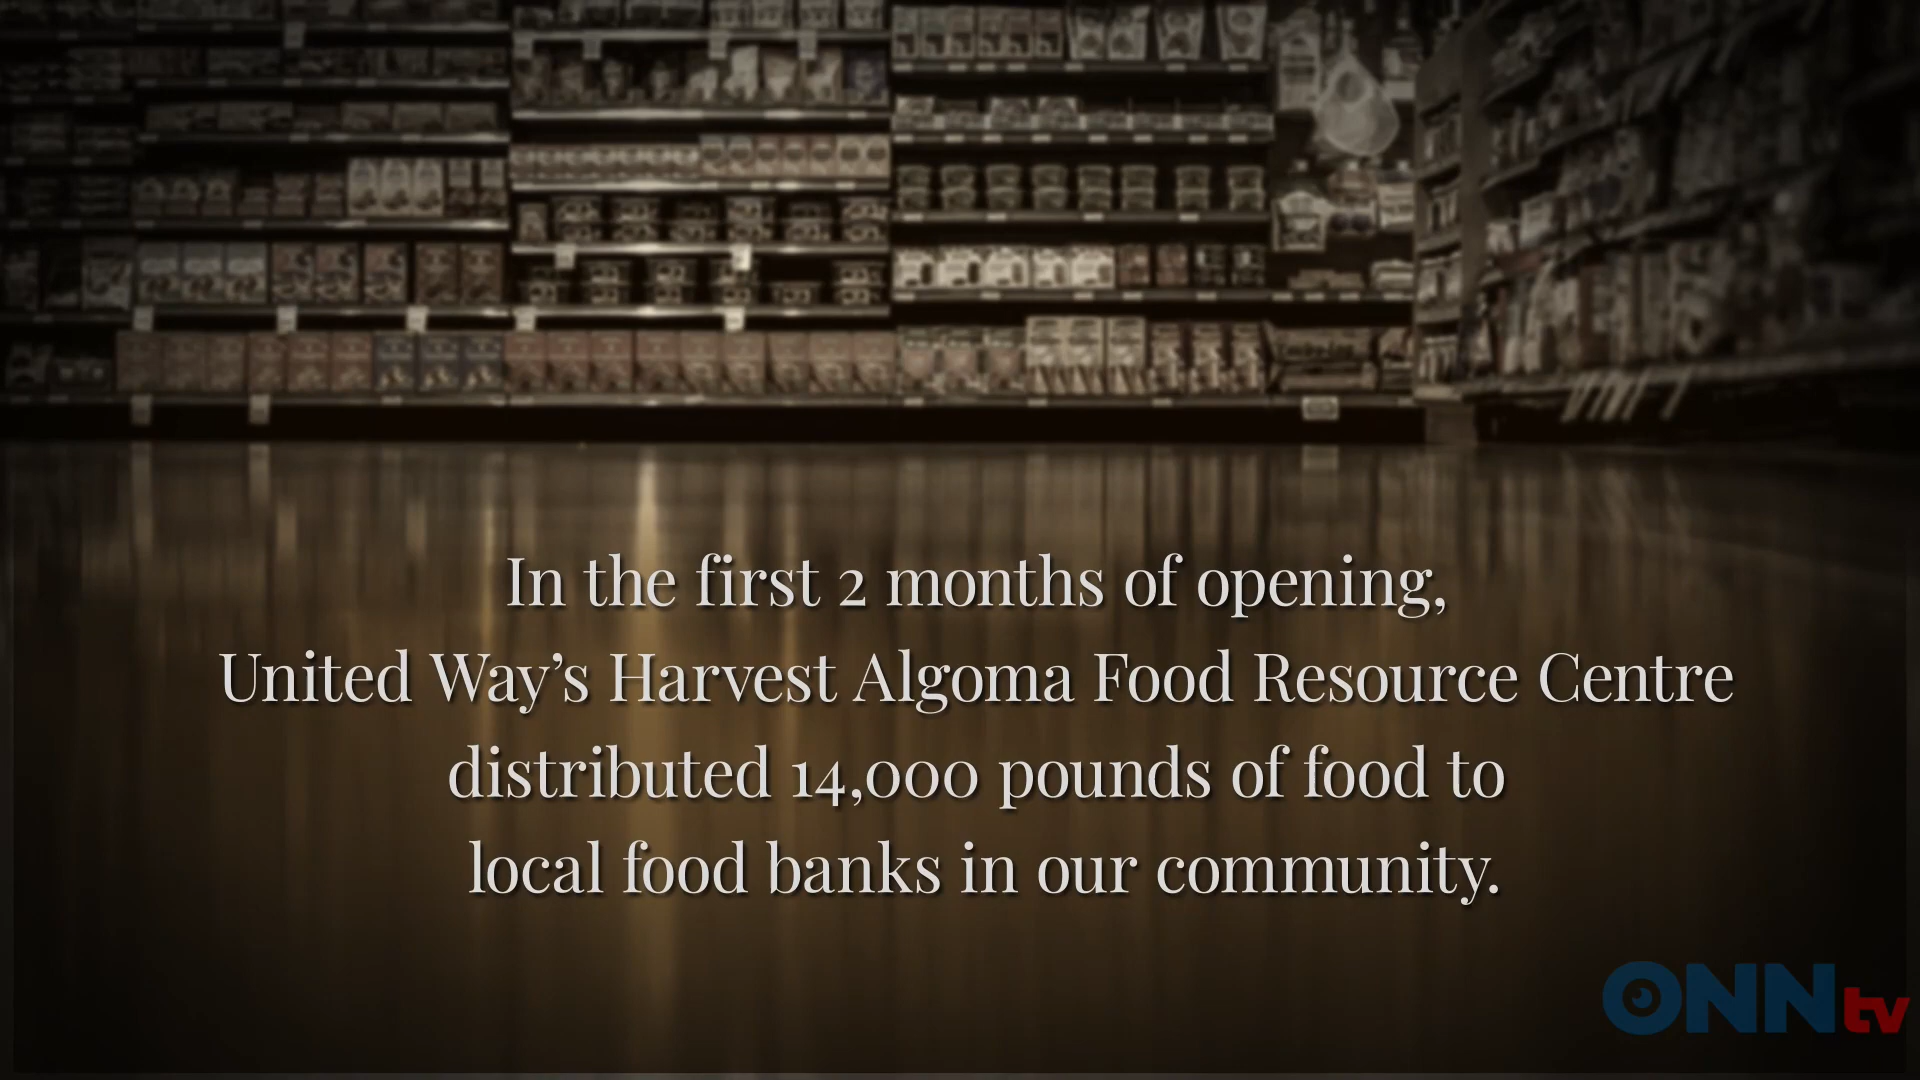 In the first 2 months of opening,
United Way’s Harvest Algoma Food Resource Centre
distributed 14,000 pounds of food to
local food banks in our community.
ONNtv